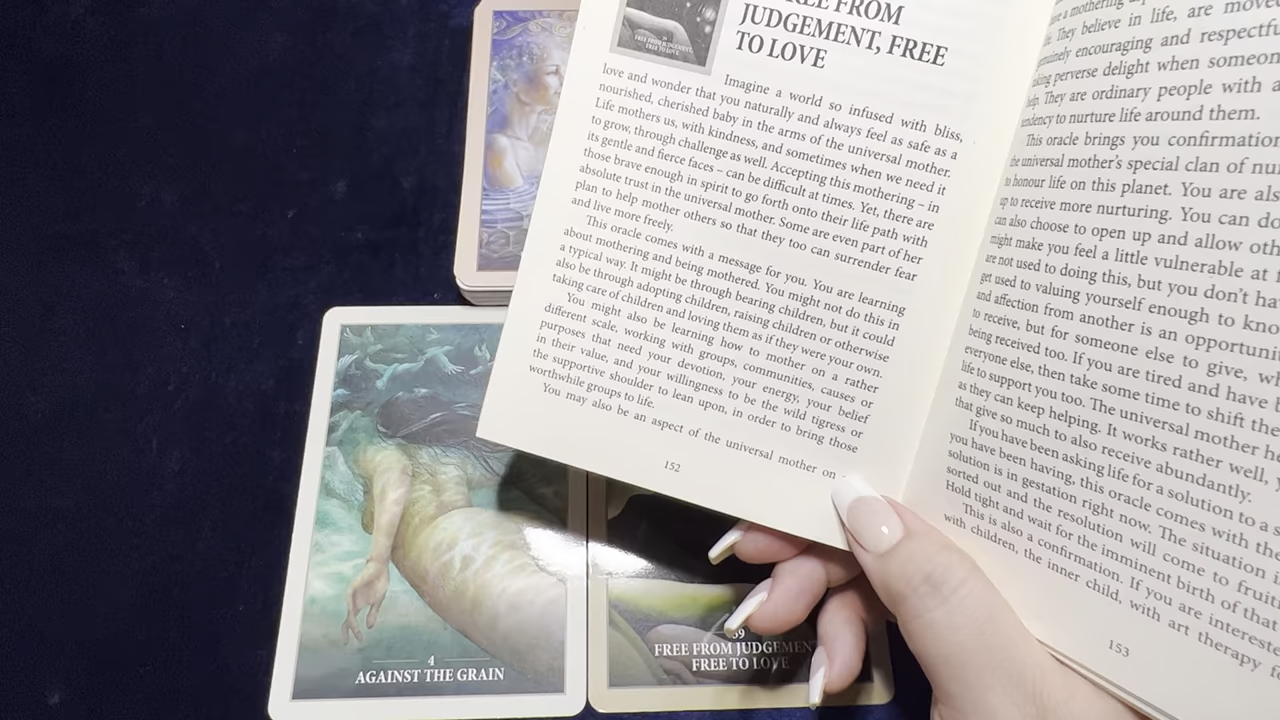 FREE FROM JUDGEMENT,
FREE TO LOVE
FREE FROM
JUDGEMENT, FREE
TO LOVE
Imagine a world so infused with bliss,
love and wonder that you naturally and always feel as safe as a
nourished, cherished baby in the arms of the universal mother.
Life mothers us, with kindness, and sometimes when we need it
to grow, through challenge as well. Accepting this mothering – in
its gentle and fierce faces – can be difficult at times. Yet, there are
those brave enough in spirit to go forth onto their life path with
absolute trust in the universal mother. Some are even part of her
plan to help mother others so that they too can surrender fear
and live more freely.
This oracle comes with a message for you. You are learning
about mothering and being mothered. You might not do this in
a typical way. It might be through bearing children, but it could
also be through adopting children, raising children or otherwise
taking care of children and loving them as if they were your own.
You might also be learning how to mother on a rather
different scale, working with groups, communities, causes or
purposes that need your devotion, your energy, your belief
in their value, and your willingness to be the wild tigress or
the supportive shoulder to lean upon, in order to bring those
worthwhile groups to life.
You may also be an aspect of the universal mother on
152
a mothering
They believe in life, are moved
encouraging and respectfu
perverse delight when someon
help. They are ordinary people with a
to nurture life around them.
This oracle brings you confirmation
the universal mother's special clan of nu
to honour life on this planet. You are als
up to receive more nurturing. You can do
can also choose to open up and allow oth
might make you feel a little vulnerable at
are not used to doing this, but you don't ha
get used to valuing yourself enough to kno
and affection from another is an opportuni
to receive, but for someone else to give, wh
being received too. If you are tired and have
everyone else, then take some time to shift the
life to support you too. The universal mother he
as they can keep helping. It works rather well,
that give so much to also receive abundantly.
If you have been asking life for a solution to a
you have been having, this oracle comes with the
solution is in gestation right now. The situation i
sorted out and the resolution will come to fruit
Hold tight and wait for the imminent birth of that
This is also a confirmation. If you are intereste
with children, the inner child, with art therapy
153
4
AGAINST THE GRAIN
39
FREE FROM JUDGEMENT
FREE TO LOVE